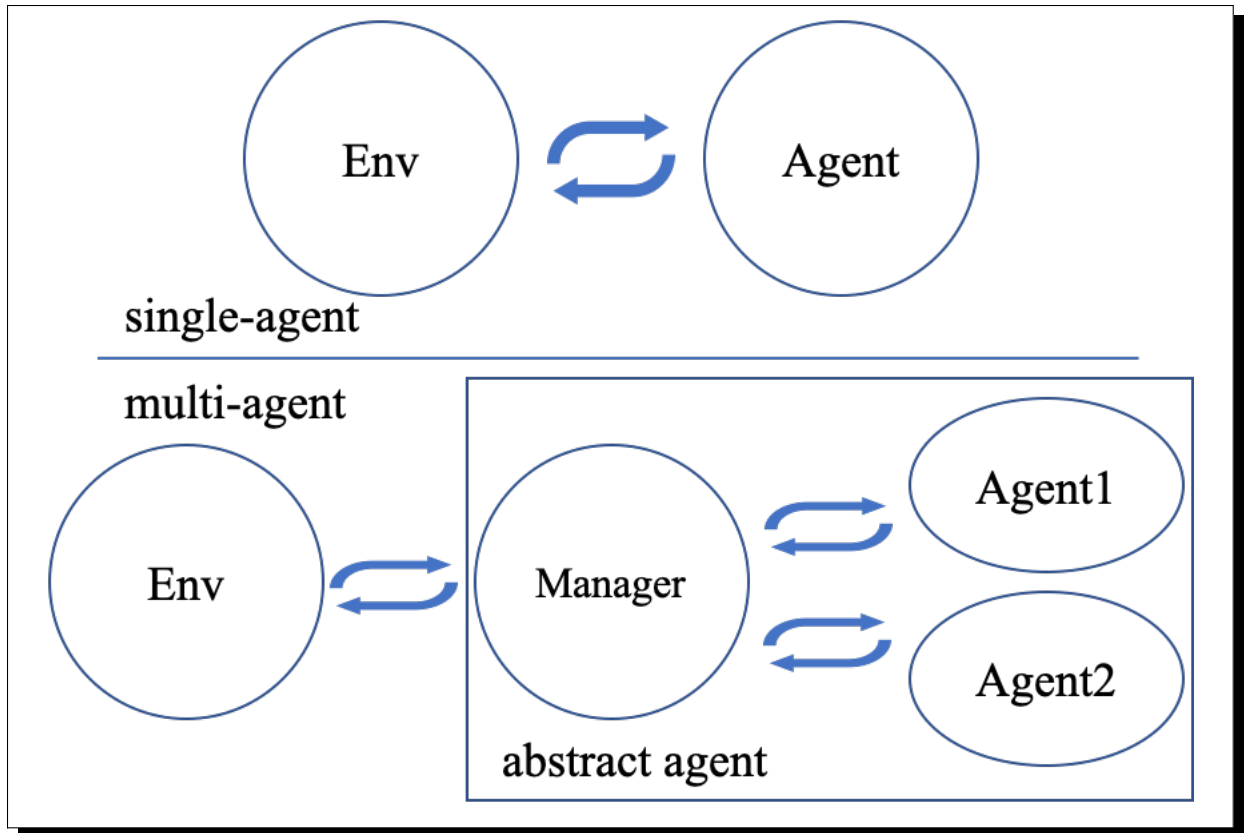 Env
Agent
single-agent
multi-agent
Env
Manager
Agent1
Agent2
abstract agent